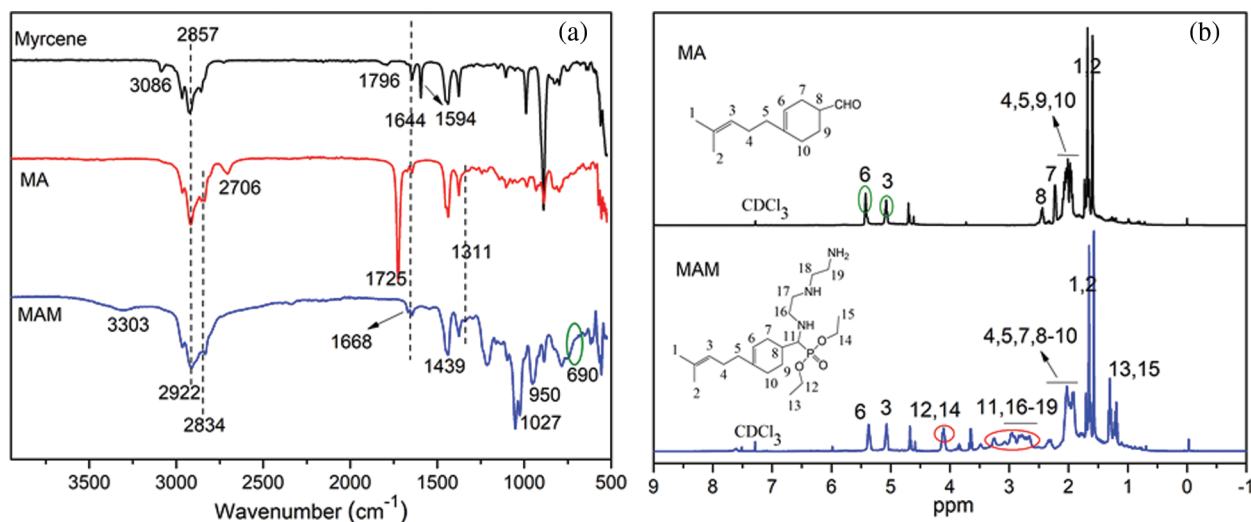 (a)
Myrcene
2857
3086
1796
1644
1594
MA
2706
1725
1311
MAM
3303
1668
1439
2922
2834
950
1027
690
3500 3000 2500 2000 1500 1000 500
Wavenumber (cm⁻¹)
(b)
MA
1,2
4,5,9,10
7
8
6
3
CDCl₃
1 2 3 4 5 6 7 8 9 10
CHO
MAM
1,2
4,5,7,8-10
13,15
11,16-19
12,14
6
3
CDCl₃
NH₂
18 19
17 NH
16 15
NH O
11 14
P O
O
12
13
1 2 3 4 5 6 7 8 9 10
9 8 7 6 5 4 3 2 1 0 -1
ppm